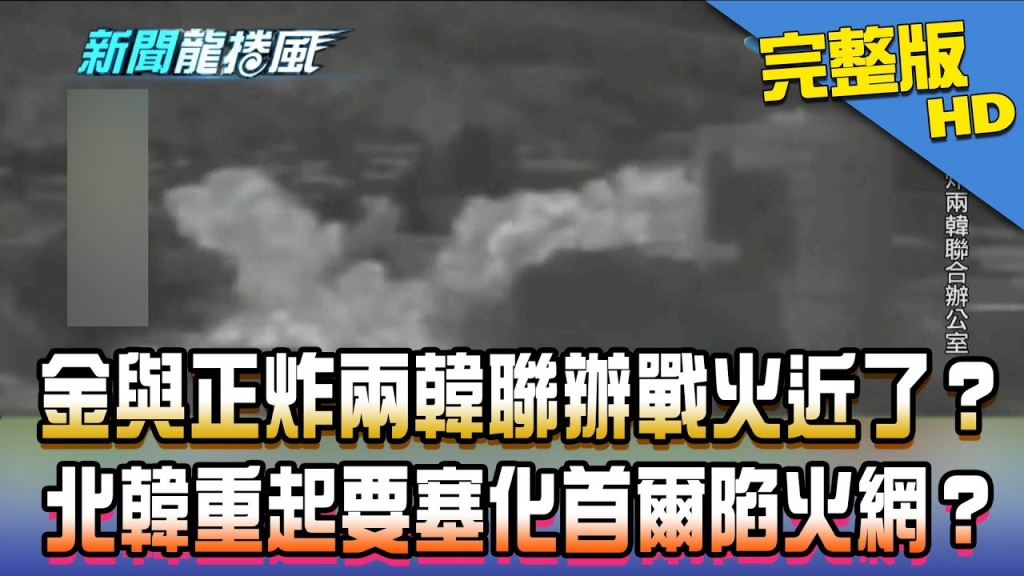 新聞龍捲風
完整版
HD
炸兩韓聯合辦公室
金與正炸兩韓聯辦戰火近了？
北韓重起要塞化首爾陷火網？